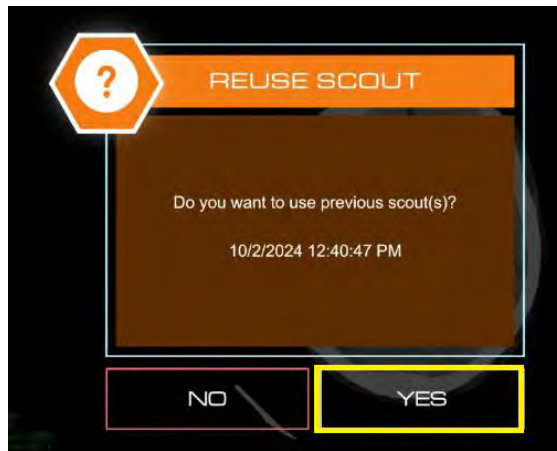 ?
REUSE SCOUT
Do you want to use previous scout(s)?
10/2/2024 12:40:47 PM
NO
YES